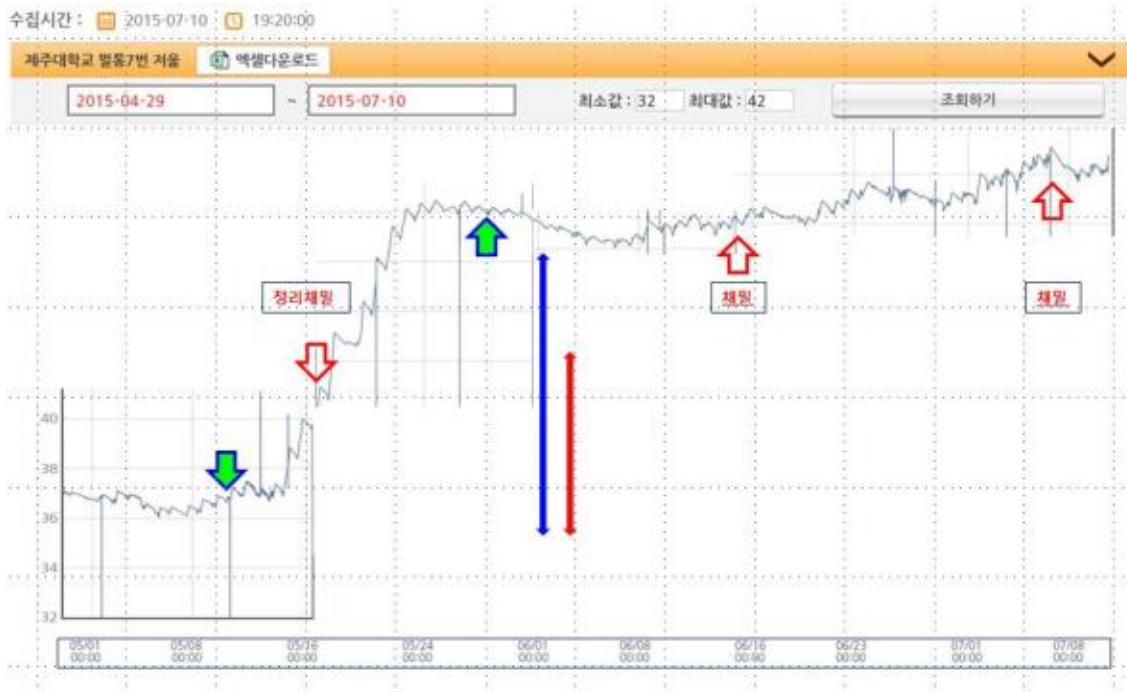 수집시간 : 2015-07-10 19:20:00
제주대학교 벌통7번 저울 엑셀다운로드
2015-04-29 ~ 2015-07-10 최소값 : 32 최대값 : 42 조회하기
정리채밀
채밀
채밀
40
38
36
34
32
05/01 05/08 05/16 05/24 06/01 06/08 06/16 06/23 07/01 07/08
00:00 00:00 00:00 00:00 00:00 00:00 00:00 00:00 00:00